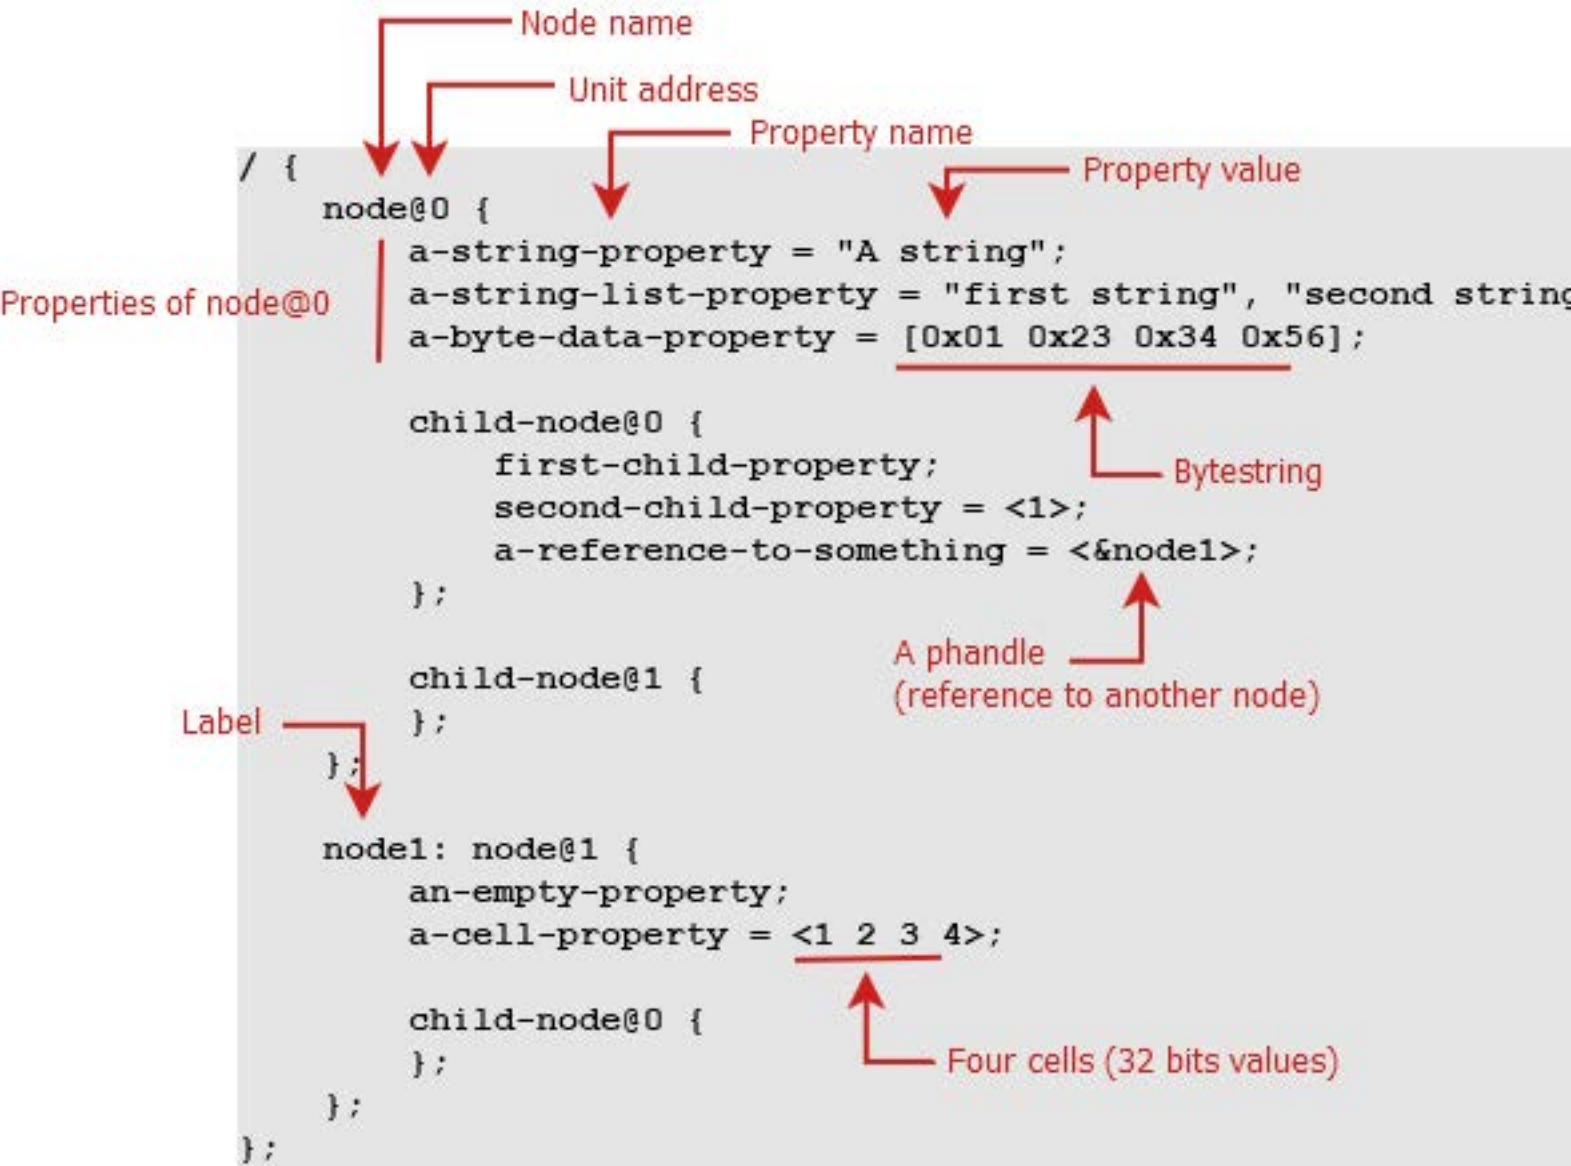 Node name
Unit address
Property name
Property value
/ {
node@0 {
a-string-property = "A string";
Properties of node@0
a-string-list-property = "first string", "second string
a-byte-data-property = [0x01 0x23 0x34 0x56];
child-node@0 {
first-child-property;
Bytestring
second-child-property = <1>;
a-reference-to-something = <&node1>;
};
A phandle
(reference to another node)
child-node@1 {
Label
};
};
node1: node@1 {
an-empty-property;
a-cell-property = <1 2 3 4>;
child-node@0 {
Four cells (32 bits values)
};
};
};